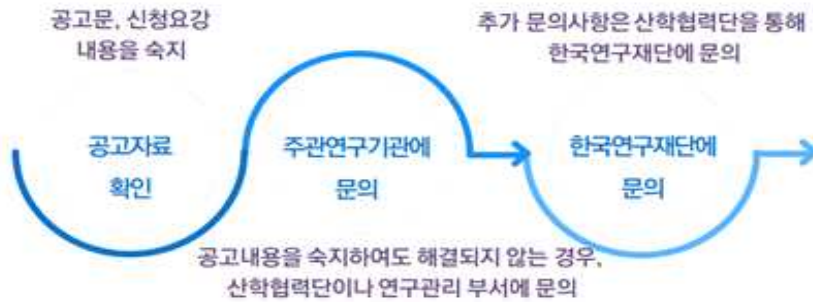 공고문, 신청요강
내용을 숙지
추가 문의사항은 산학협력단을 통해
한국연구재단에 문의
공고자료
확인
주관연구기관에
문의
한국연구재단에
문의
공고내용을 숙지하여도 해결되지 않는 경우,
산학협력단이나 연구관리 부서에 문의